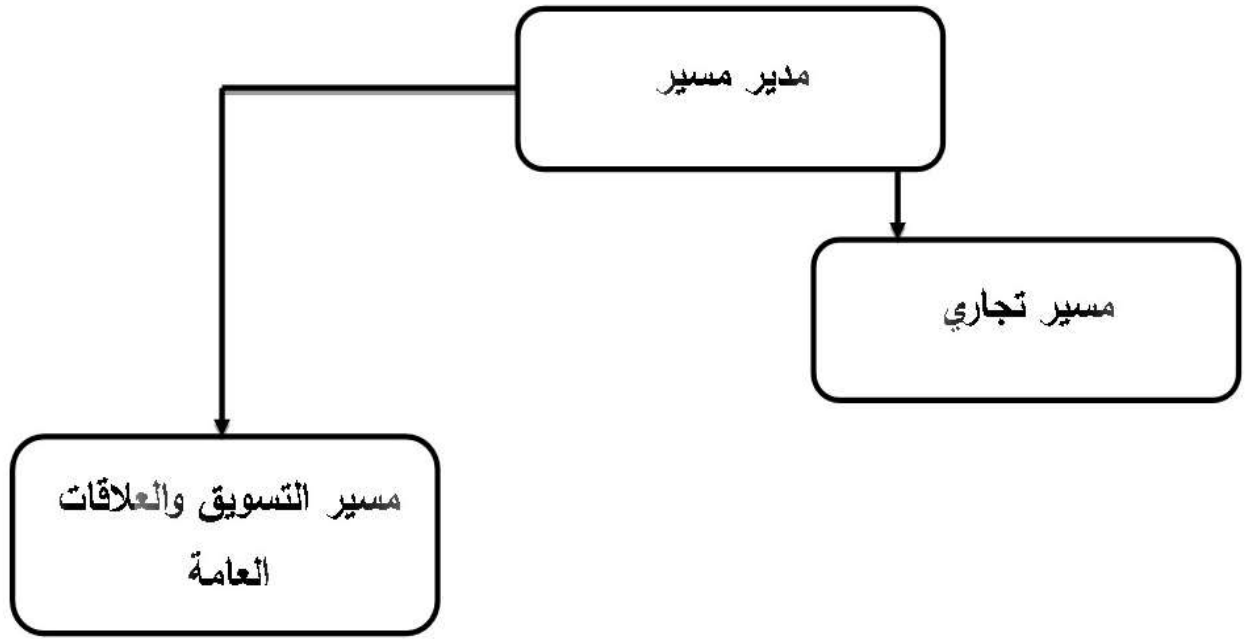 مدير مسير
مسير تجاري
مسير التسويق والعلاقات
العامة